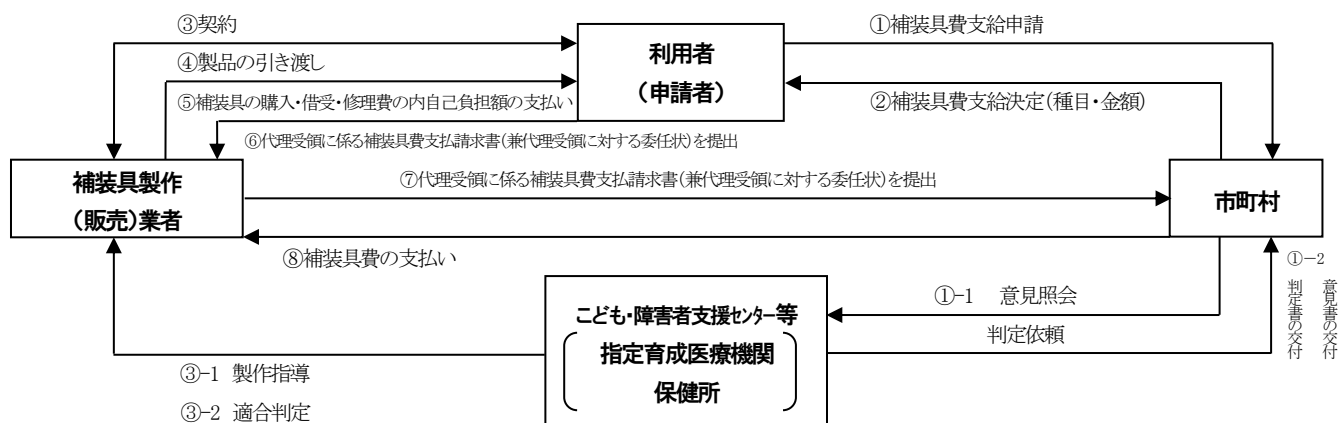 ③契約
①補装具費支給申請
利用者
（申請者）
④製品の引き渡し
⑤補装具の購入・借受・修理費の内自己負担額の支払い
②補装具費支給決定（種目・金額）
⑥代理受領に係る補装具費支払請求書（兼代理受領に対する委任状）を提出
補装具製作
（販売）業者
⑦代理受領に係る補装具費支払請求書（兼代理受領に対する委任状）を提出
市町村
⑧補装具費の支払い
①-1 意見照会
判定依頼
①－2
意見書の交付
判定書の交付
こども・障害者支援センター等
指定育成医療機関
保健所
③-1 製作指導
③-2 適合判定